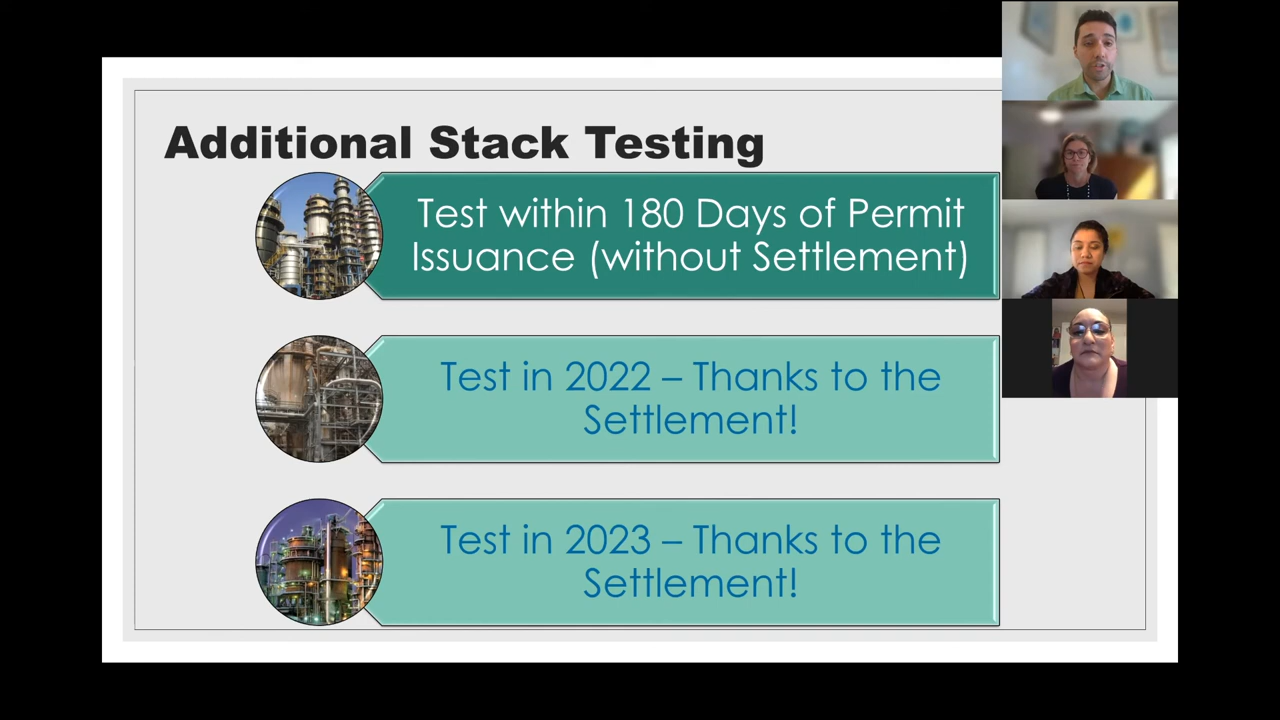 Additional Stack Testing
Test within 180 Days of Permit
Issuance (without Settlement)
Test in 2022 – Thanks to the
Settlement!
Test in 2023 – Thanks to the
Settlement!